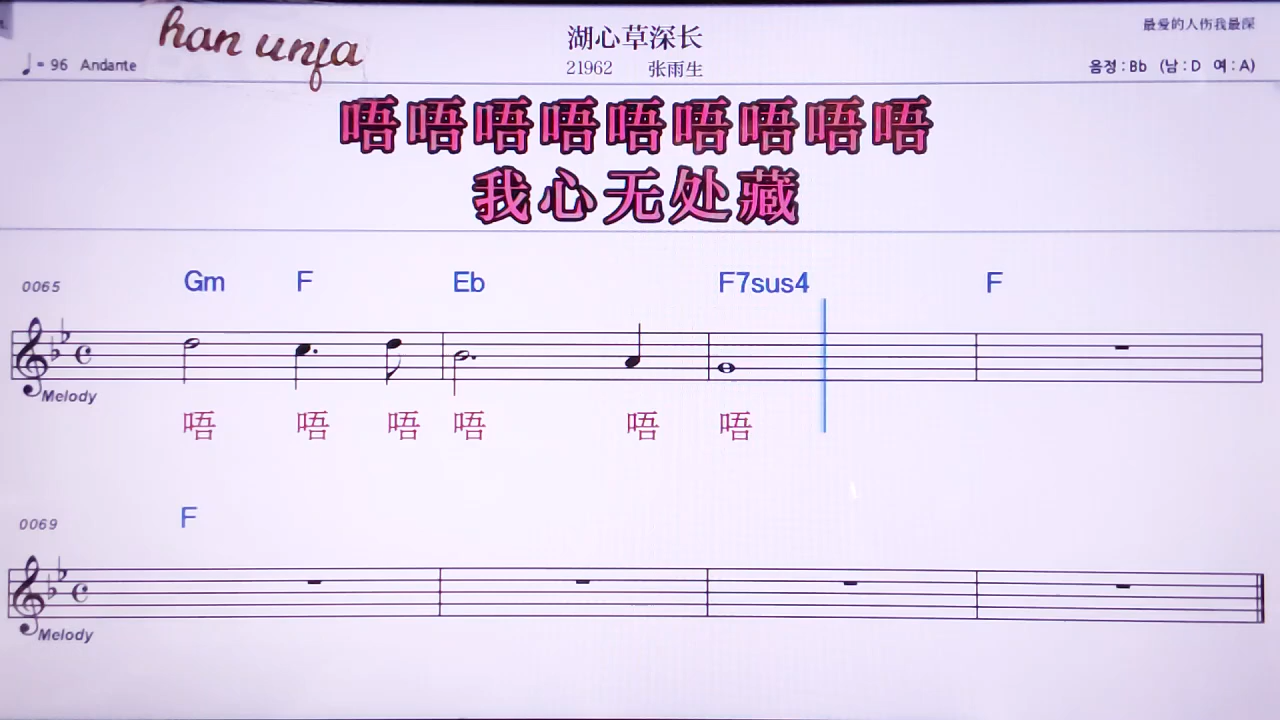 han unja
湖心草深长
最爱的人伤我最深
♩= 96 Andante
21962 张雨生
음정 : Bb (남 : D 여 : A)
唔唔唔唔唔唔唔唔唔
我心无处藏
0065 Gm F Eb F7sus4 F
Melody
唔 唔 唔 唔 唔 唔
0069 F
Melody